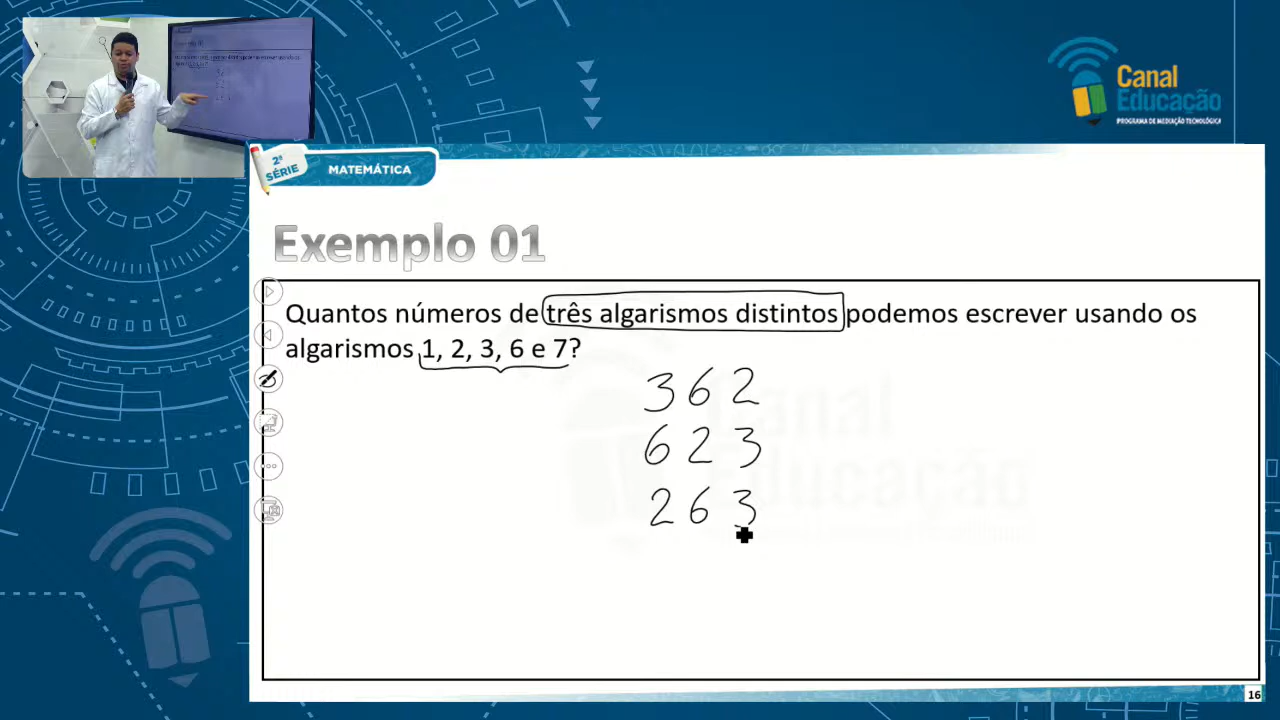 Canal
Educação
PROGRAMA DE MEDIAÇÃO TECNOLÓGICA
2ª
SÉRIE
MATEMÁTICA
Exemplo 01
Quantos números de três algarismos distintos podemos escrever usando os
algarismos 1, 2, 3, 6 e 7?
3 6 2
6 2 3
2 6 3
16